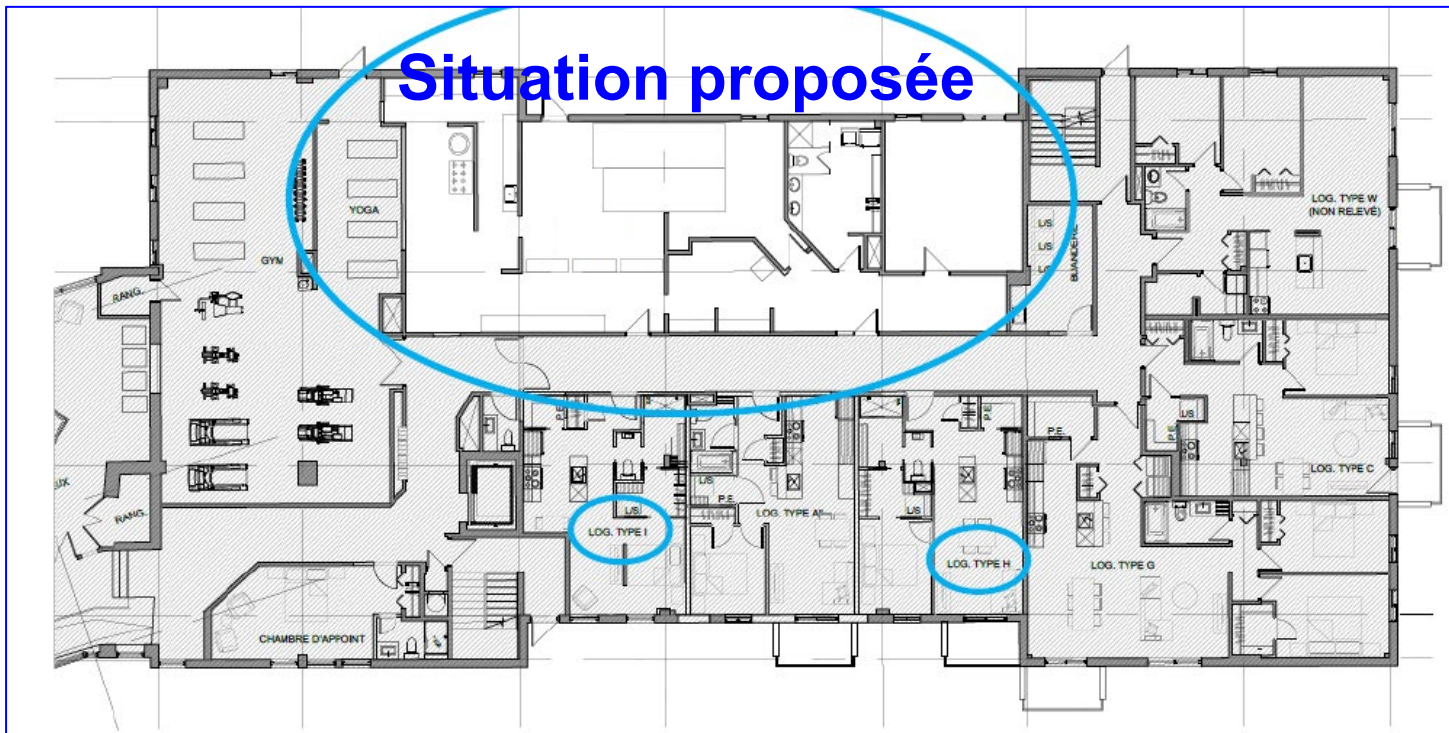 Situation proposée
YOGA
GYM
RANG.
L/S
L/S
L/S
BUANDERIE
LOG. TYPE W
(NON RELEVÉ)
P.E.
P.E.
P.E.
L/S
P.E.
LOG. TYPE C
L/S
P.E.
L/S
L/S
LOG. TYPE I
LOG. TYPE A
LOG. TYPE H
LOG. TYPE G
UX
RANG.
CHAMBRE D'APPOINT